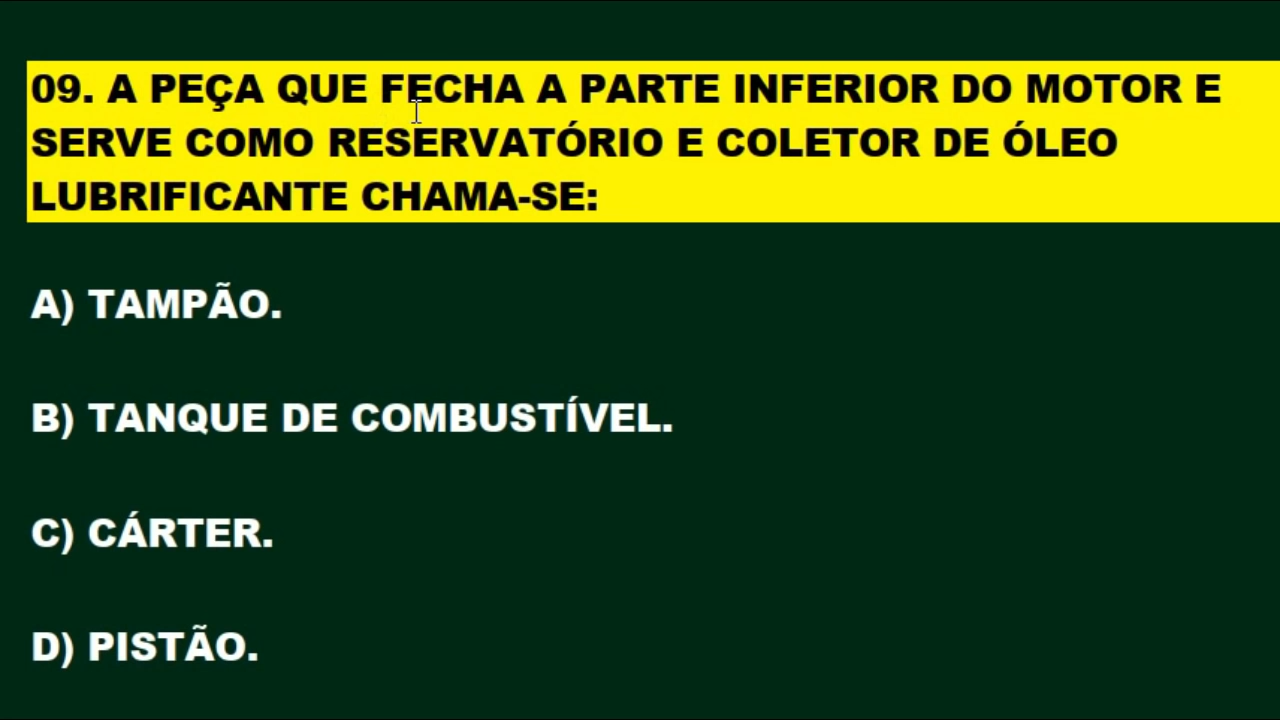 09. A PEÇA QUE FECHA A PARTE INFERIOR DO MOTOR E
SERVE COMO RESERVATÓRIO E COLETOR DE ÓLEO
LUBRIFICANTE CHAMA-SE:
A) TAMPÃO.
B) TANQUE DE COMBUSTÍVEL.
C) CÁRTER.
D) PISTÃO.